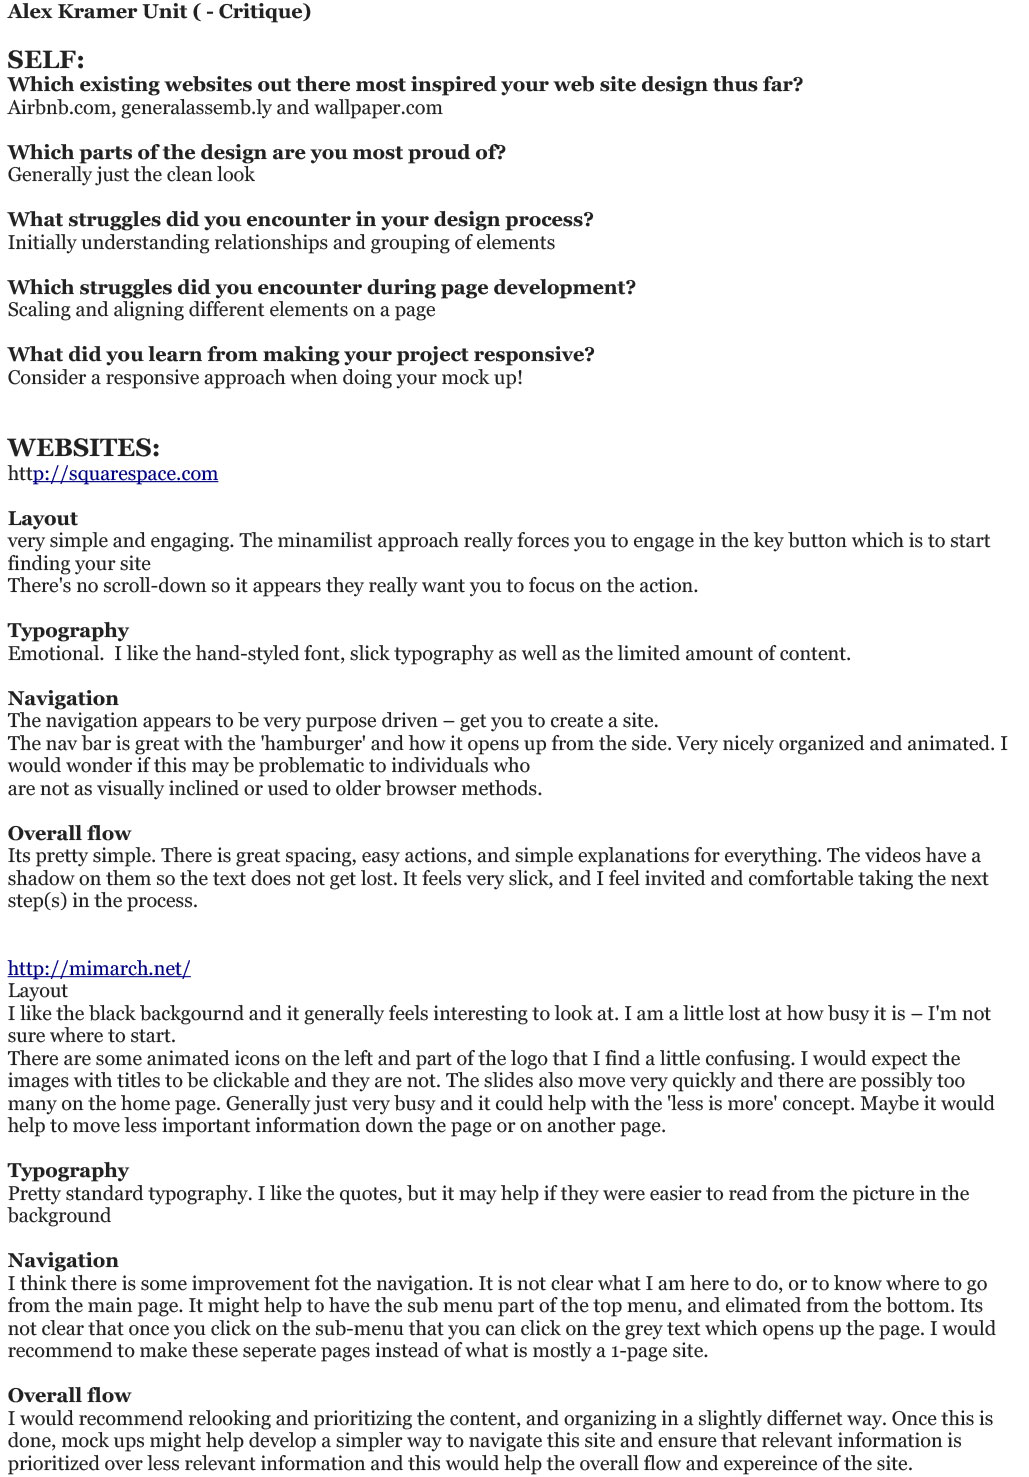 Alex Kramer Unit ( - Critique)
SELF:
Which existing websites out there most inspired your web site design thus far?
Airbnb.com, generalassemb.ly and wallpaper.com
Which parts of the design are you most proud of?
Generally just the clean look
What struggles did you encounter in your design process?
Initially understanding relationships and grouping of elements
Which struggles did you encounter during page development?
Scaling and aligning different elements on a page
What did you learn from making your project responsive?
Consider a responsive approach when doing your mock up!
WEBSITES:
http://squarespace.com
Layout
very simple and engaging. The minamilist approach really forces you to engage in the key button which is to start
finding your site
There's no scroll-down so it appears they really want you to focus on the action.
Typography
Emotional.  I like the hand-styled font, slick typography as well as the limited amount of content.
Navigation
The navigation appears to be very purpose driven – get you to create a site.
The nav bar is great with the 'hamburger' and how it opens up from the side. Very nicely organized and animated. I
would wonder if this may be problematic to individuals who
are not as visually inclined or used to older browser methods.
Overall flow
Its pretty simple. There is great spacing, easy actions, and simple explanations for everything. The videos have a
shadow on them so the text does not get lost. It feels very slick, and I feel invited and comfortable taking the next
step(s) in the process.
http://mimarch.net/
Layout
I like the black backgournd and it generally feels interesting to look at. I am a little lost at how busy it is – I'm not
sure where to start.
There are some animated icons on the left and part of the logo that I find a little confusing. I would expect the
images with titles to be clickable and they are not. The slides also move very quickly and there are possibly too
many on the home page. Generally just very busy and it could help with the 'less is more' concept. Maybe it would
help to move less important information down the page or on another page.
Typography
Pretty standard typography. I like the quotes, but it may help if they were easier to read from the picture in the
background
Navigation
I think there is some improvement fot the navigation. It is not clear what I am here to do, or to know where to go
from the main page. It might help to have the sub menu part of the top menu, and elimated from the bottom. Its
not clear that once you click on the sub-menu that you can click on the grey text which opens up the page. I would
recommend to make these seperate pages instead of what is mostly a 1-page site.
Overall flow
I would recommend relooking and prioritizing the content, and organizing in a slightly differnet way. Once this is
done, mock ups might help develop a simpler way to navigate this site and ensure that relevant information is
prioritized over less relevant information and this would help the overall flow and expereince of the site.